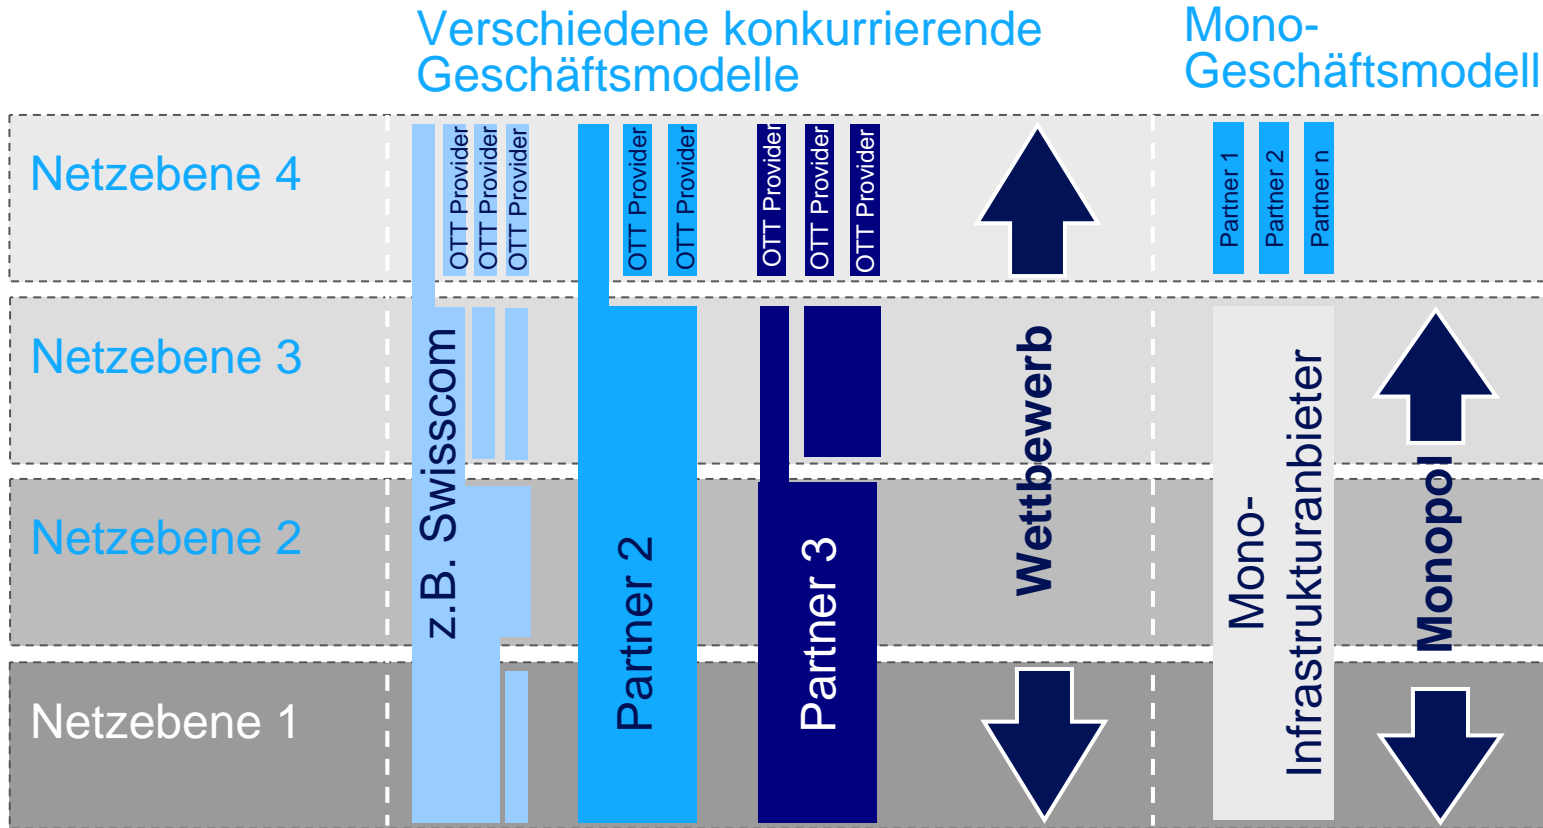 Verschiedene konkurrierende
Geschäftsmodelle
Mono-
Geschäftsmodell
Netzebene 4
OTT Provider
OTT Provider
OTT Provider
OTT Provider
OTT Provider
OTT Provider
OTT Provider
OTT Provider
Partner 1
Partner 2
Partner n
Netzebene 3
Netzebene 2
Netzebene 1
z.B. Swisscom
Partner 2
Partner 3
Wettbewerb
Mono-
Infrastrukturanbieter
Monopol